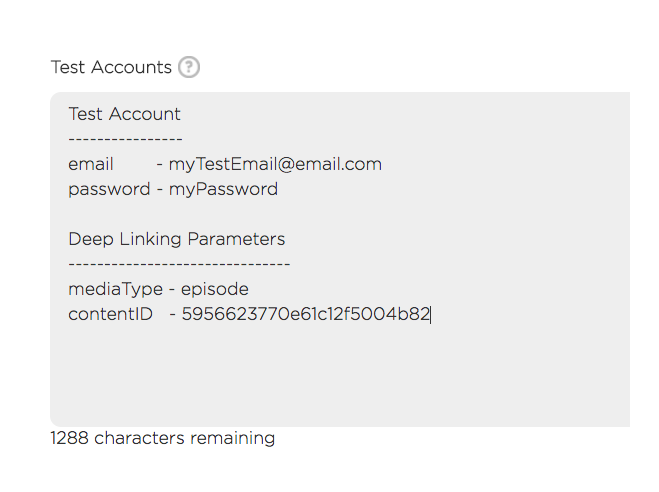 Test Accounts ?
Test Account
----------------
email - myTestEmail@email.com
password - myPassword
Deep Linking Parameters
-------------------------------
mediaType - episode
contentID - 5956623770e61c12f5004b82
1288 characters remaining